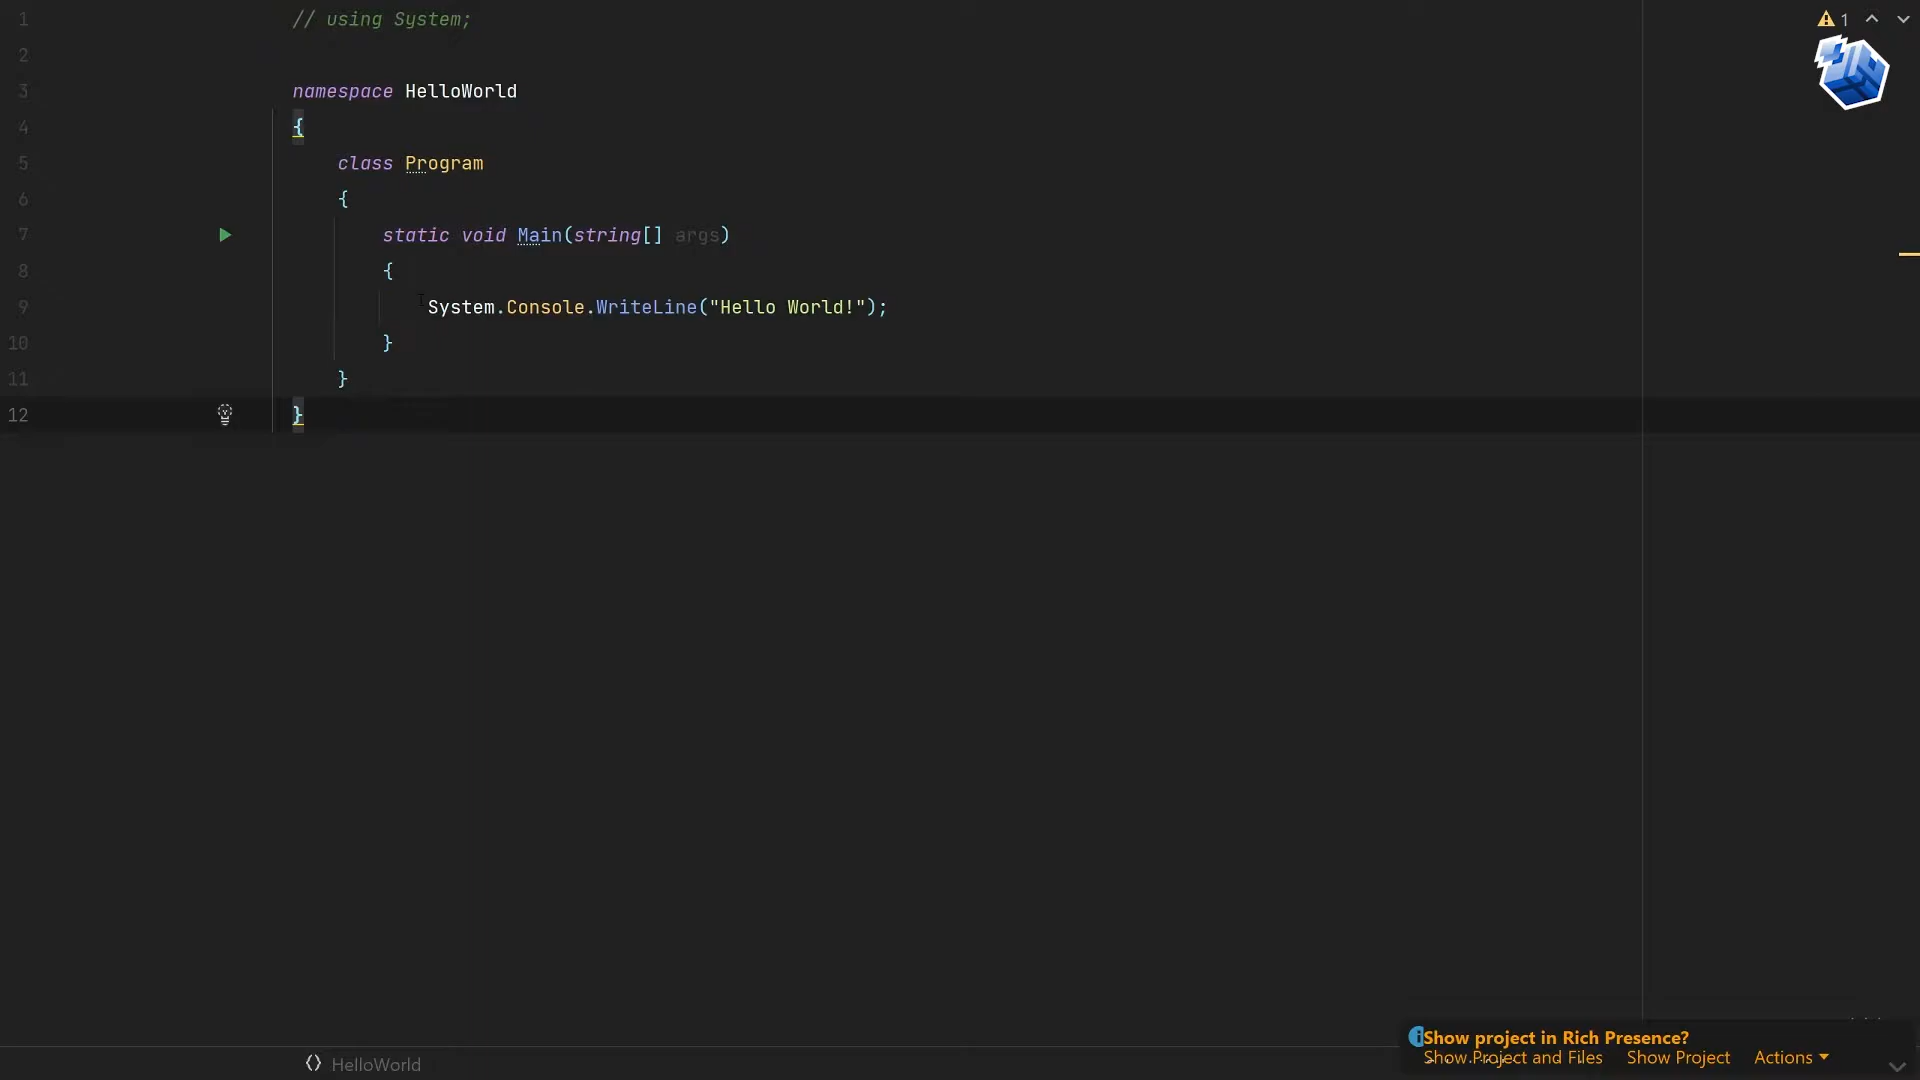 1 // using System;
2
3 namespace HelloWorld
4 {
5 class Program
6 {
7 static void Main(string[] args)
8 {
9 System.Console.WriteLine("Hello World!");
10 }
11 }
12 }
1
Show project in Rich Presence?
Show Project and Files Show Project Actions
HelloWorld